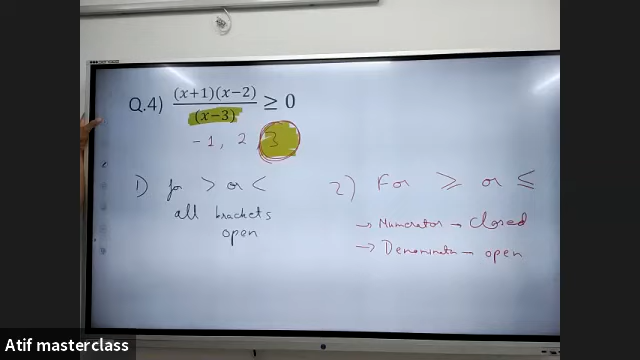 Q.4) (x+1)(x−2)/(x−3) ≥ 0
-1, 2 3
1) for > or <
all brackets
open
2) For ≥ or ≤
→ Numerator - closed
→ Denominator - open
Atif masterclass